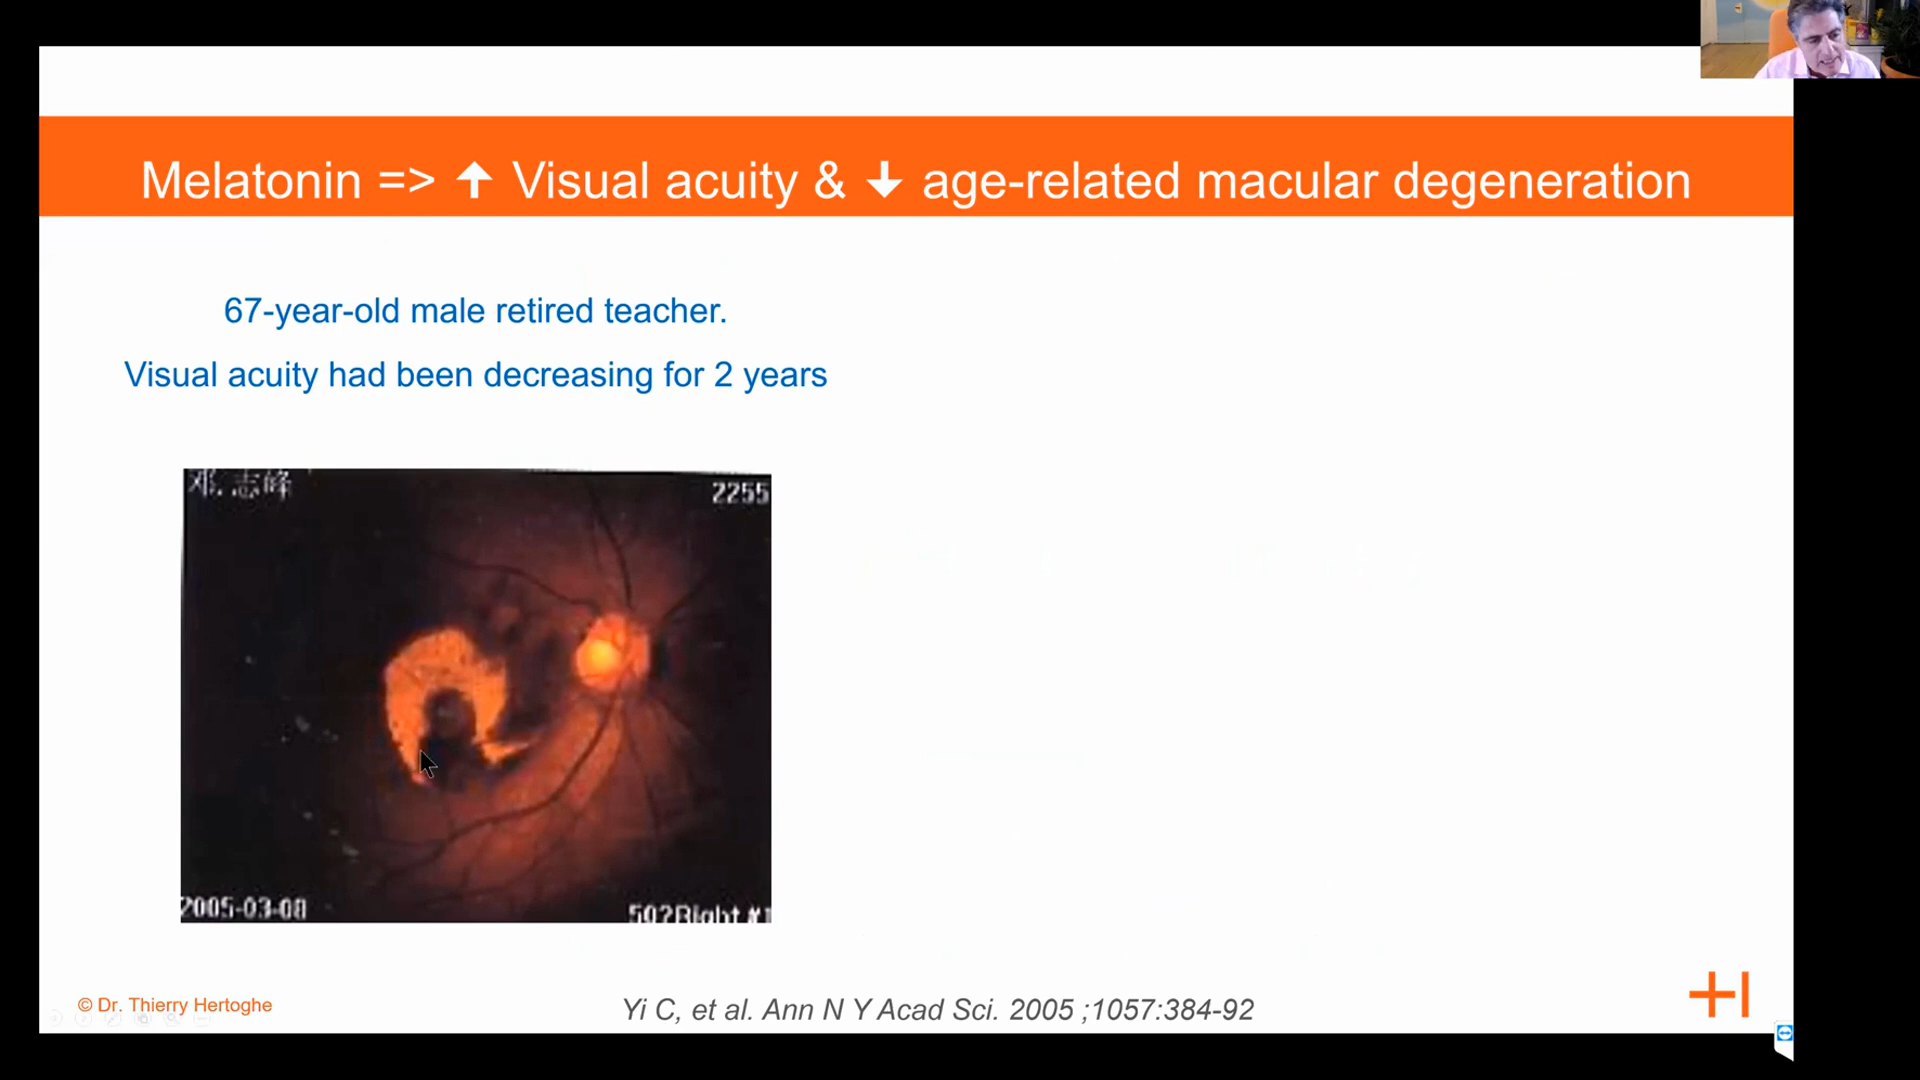 Melatonin => ↑ Visual acuity & ↓ age-related macular degeneration
67-year-old male retired teacher.
Visual acuity had been decreasing for 2 years
邓志峰
2255
2005-03-08
502Right #1
© Dr. Thierry Hertoghe
Yi C, et al. Ann N Y Acad Sci. 2005 ;1057:384-92